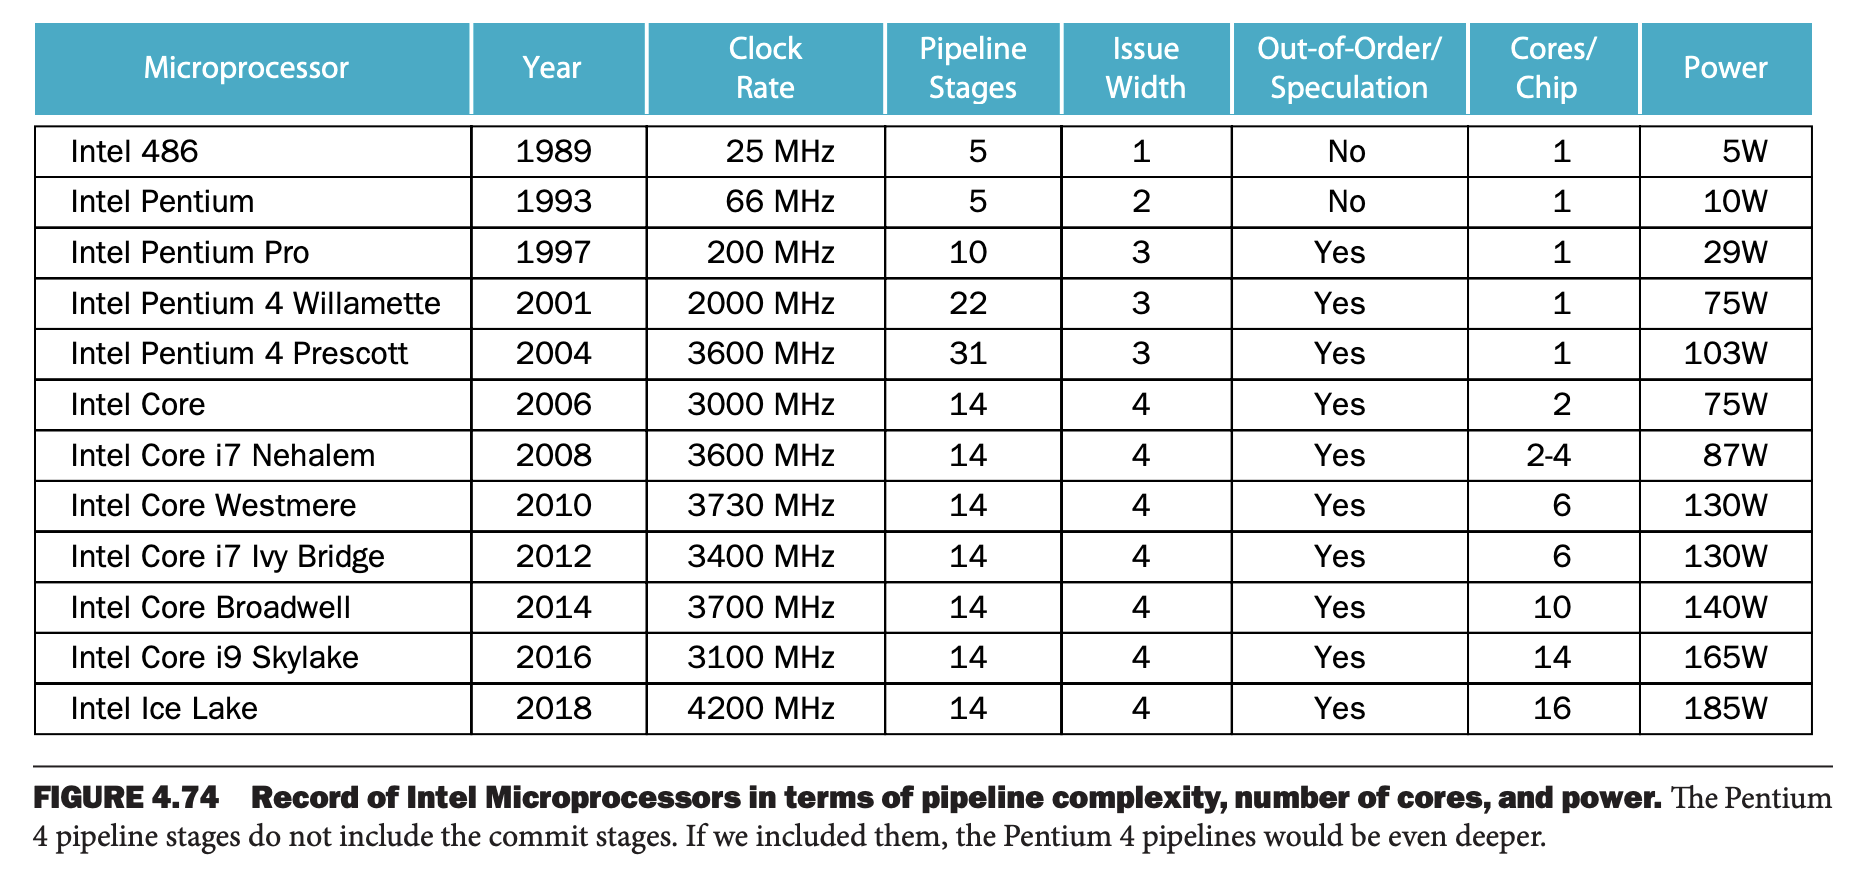 Microprocessor Year Clock Rate Pipeline Stages Issue Width Out-of-Order/ Speculation Cores/ Chip Power
Intel 486 1989 25 MHz 5 1 No 1 5W
Intel Pentium 1993 66 MHz 5 2 No 1 10W
Intel Pentium Pro 1997 200 MHz 10 3 Yes 1 29W
Intel Pentium 4 Willamette 2001 2000 MHz 22 3 Yes 1 75W
Intel Pentium 4 Prescott 2004 3600 MHz 31 3 Yes 1 103W
Intel Core 2006 3000 MHz 14 4 Yes 2 75W
Intel Core i7 Nehalem 2008 3600 MHz 14 4 Yes 2-4 87W
Intel Core Westmere 2010 3730 MHz 14 4 Yes 6 130W
Intel Core i7 Ivy Bridge 2012 3400 MHz 14 4 Yes 6 130W
Intel Core Broadwell 2014 3700 MHz 14 4 Yes 10 140W
Intel Core i9 Skylake 2016 3100 MHz 14 4 Yes 14 165W
Intel Ice Lake 2018 4200 MHz 14 4 Yes 16 185W
FIGURE 4.74 Record of Intel Microprocessors in terms of pipeline complexity, number of cores, and power. The Pentium
4 pipeline stages do not include the commit stages. If we included them, the Pentium 4 pipelines would be even deeper.